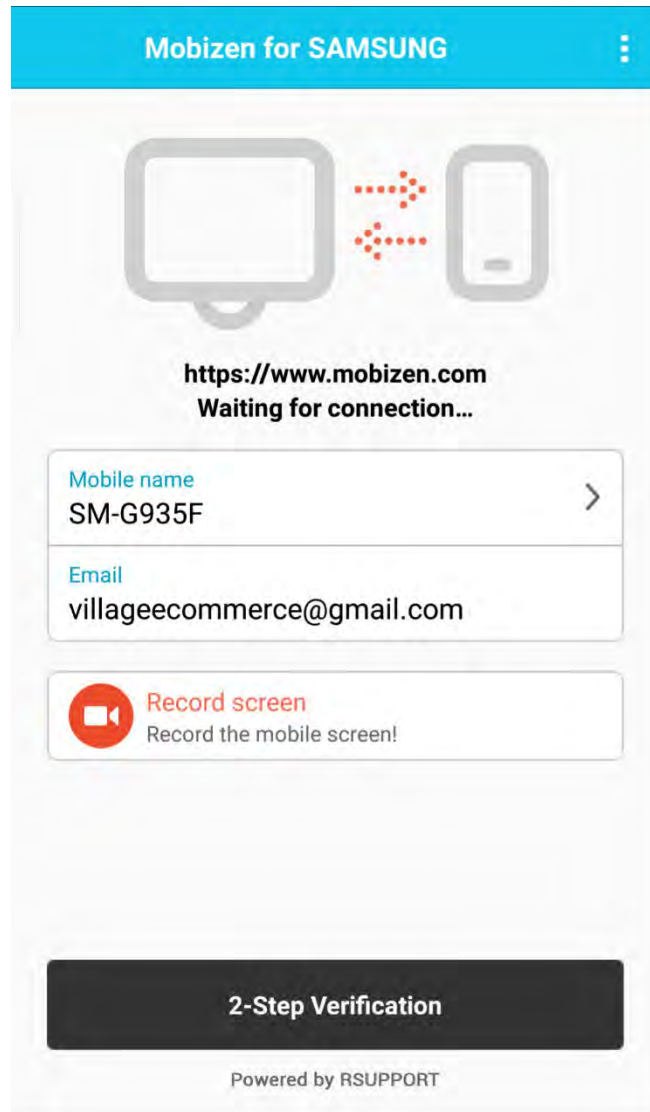 Mobizen for SAMSUNG
https://www.mobizen.com
Waiting for connection...
Mobile name
SM-G935F
Email
villageecommerce@gmail.com
Record screen
Record the mobile screen!
2-Step Verification
Powered by RSUPPORT